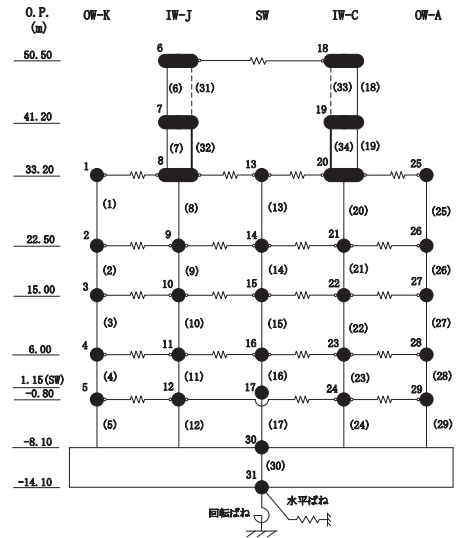 O.P. OW-K IW-J SW IW-C OW-A
(m)
50.50 6 18
(6) (31) (33) (18)
41.20 7 19
(7) (32) (34) (19)
33.20 1 8 13 20 25
(1) (8) (13) (20) (25)
22.50 2 9 14 21 26
(2) (9) (14) (21) (26)
15.00 3 10 15 22 27
(3) (10) (15) (22) (27)
6.00 4 11 16 23 28
(4) (11) (16) (23) (28)
1.15(SW) 17
-0.80 5 12 24 29
(5) (12) (17) (24) (29)
-8.10 30
(30)
-14.10 31
回転ばね 水平ばね